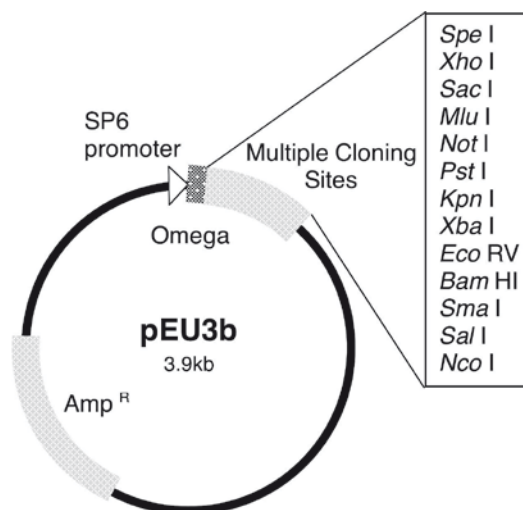 SP6
promoter
Multiple Cloning
Sites
Omega
pEU3b
3.9kb
Amp R
Spe I
Xho I
Sac I
Mlu I
Not I
Pst I
Kpn I
Xba I
Eco RV
Bam HI
Sma I
Sal I
Nco I